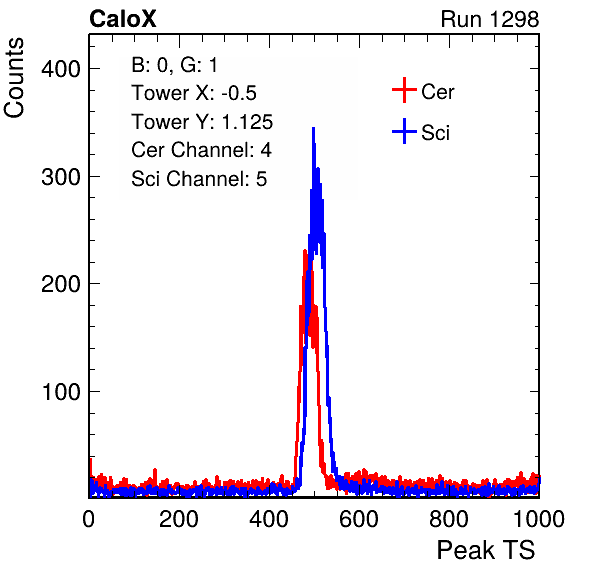 CaloX Run 1298
Counts
B: 0, G: 1
Tower X: -0.5
Tower Y: 1.125
Cer Channel: 4
Sci Channel: 5
Cer
Sci
400
300
200
100
0 200 400 600 800 1000
Peak TS